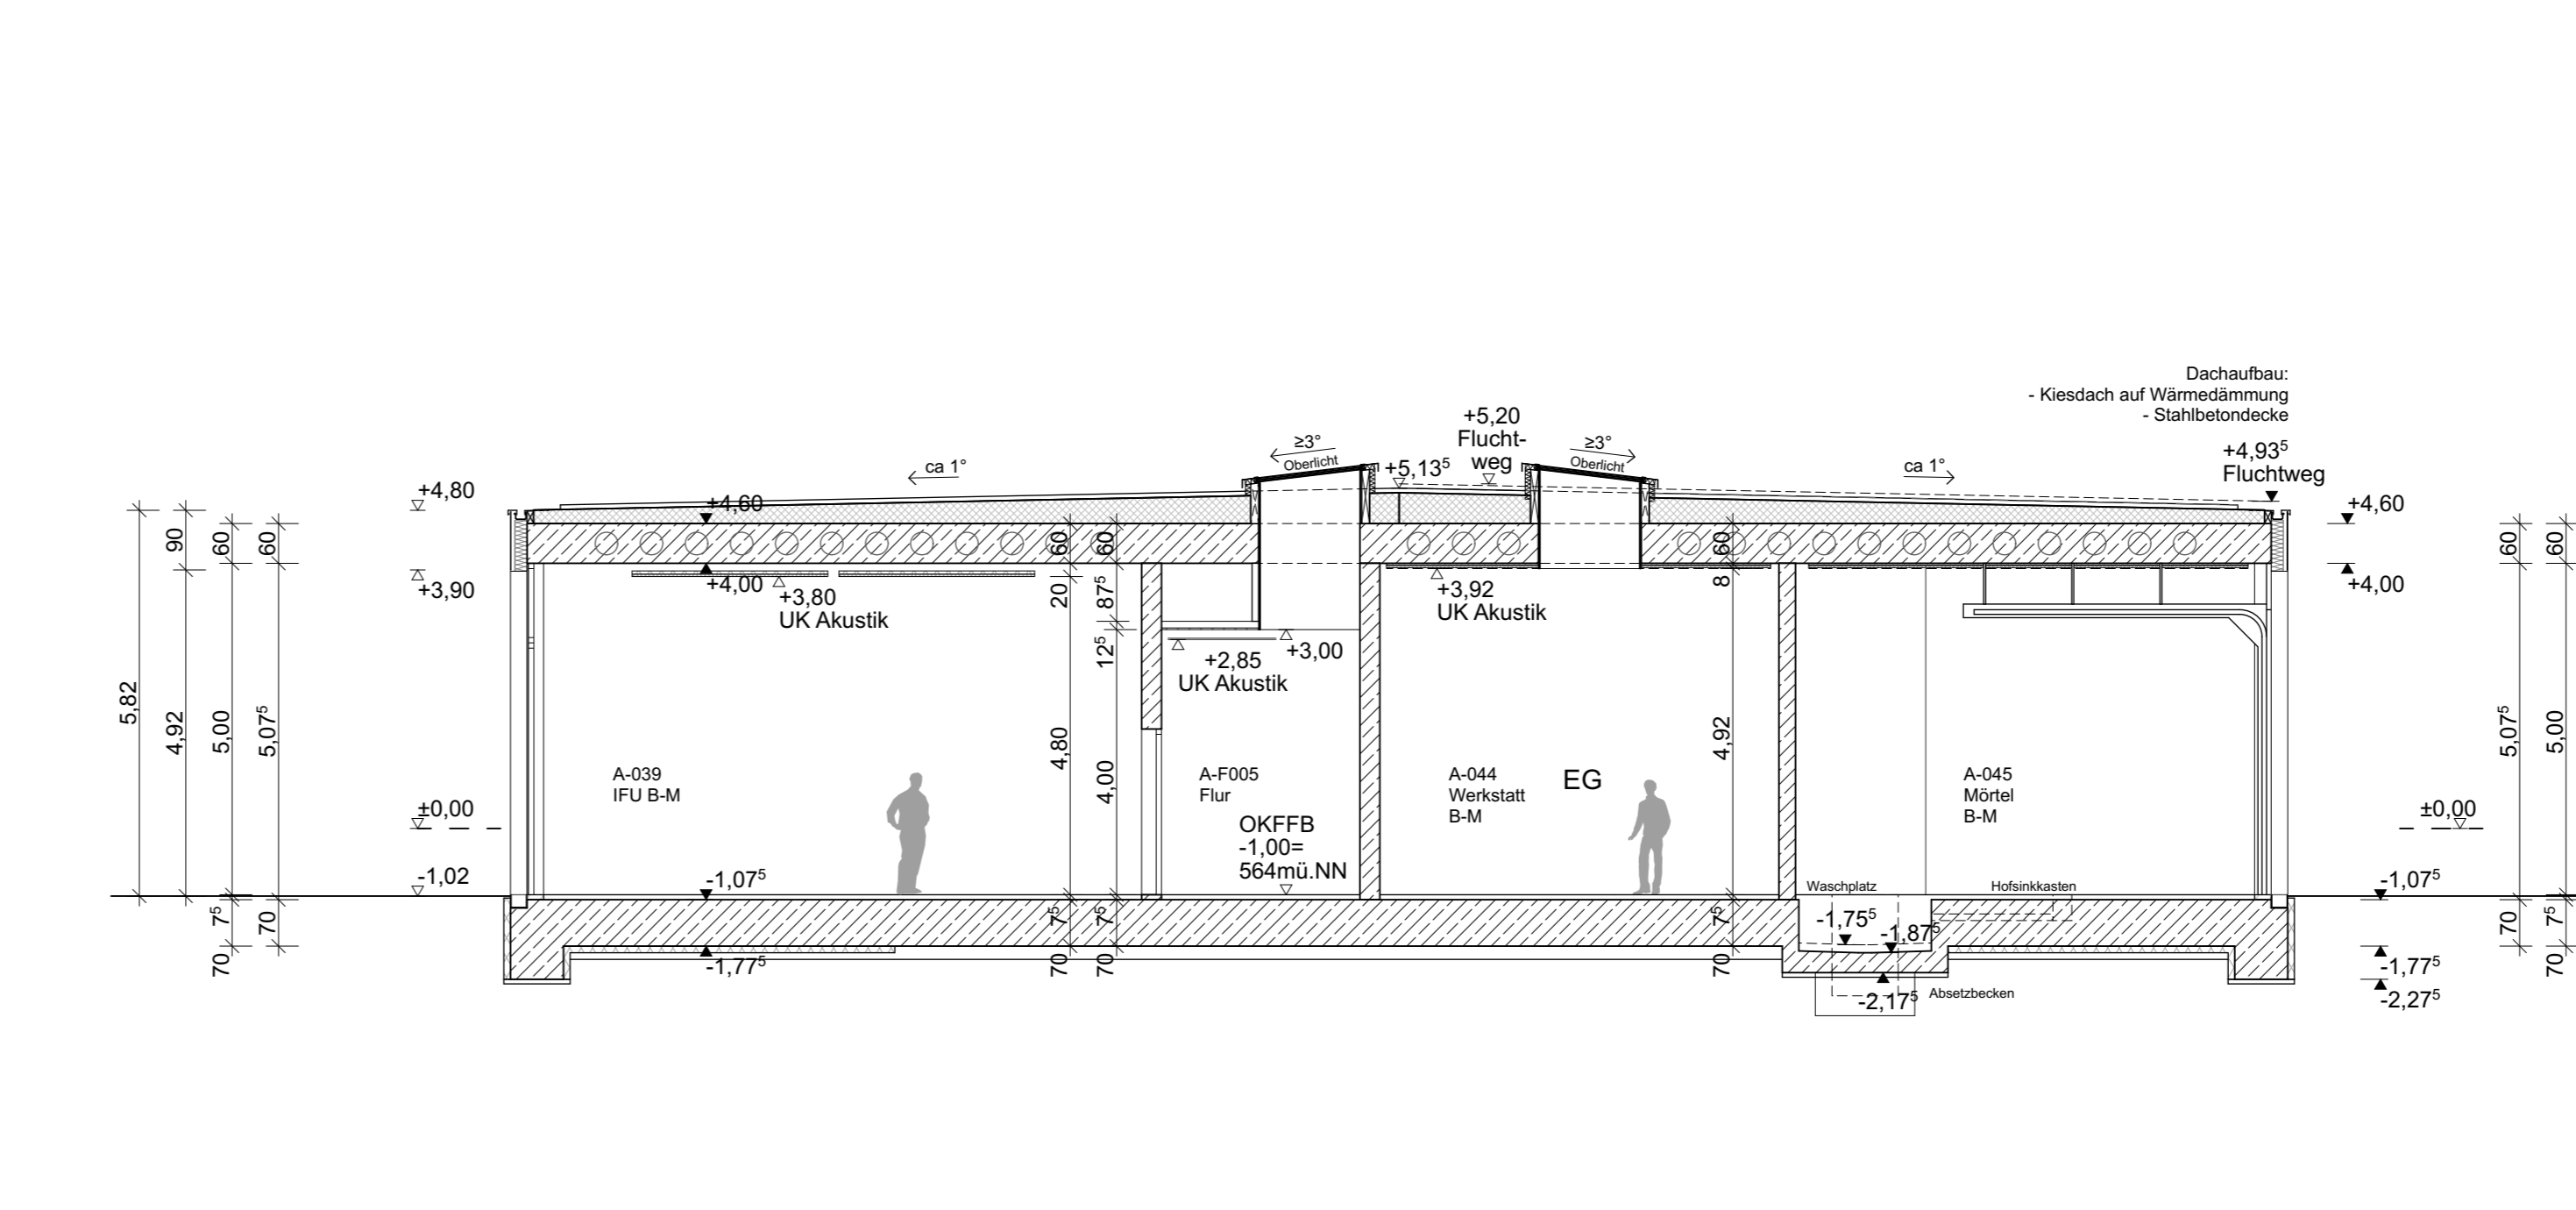 Dachaufbau:
- Kiesdach auf Wärmedämmung
- Stahlbetondecke
+5,20
Flucht-
weg
≥3°
Oberlicht
≥3°
Oberlicht
+4,93⁵
Fluchtweg
ca 1°
+5,13⁵
ca 1°
+4,80
+4,60
+4,60
90
60
60
60
60
60
60
60
+3,90
+4,00
+3,80
UK Akustik
20
87⁵
+3,92
UK Akustik
8
+4,00
12⁵
+2,85
UK Akustik
+3,00
5,82
4,92
5,00
5,07⁵
4,80
4,00
4,92
5,07⁵
5,00
A-039
IFU B-M
A-F005
Flur
A-044
Werkstatt
B-M
EG
A-045
Mörtel
B-M
±0,00
±0,00
OKFFB
-1,00=
564mü.NN
-1,02
-1,07⁵
Waschplatz
Hofsinkkasten
-1,07⁵
7⁵
70
7⁵
7⁵
7⁵
-1,75⁵
-1,87⁵
70
7⁵
70
-1,77⁵
70
70
70
-2,17⁵
Absetzbecken
-1,77⁵
-2,27⁵
70